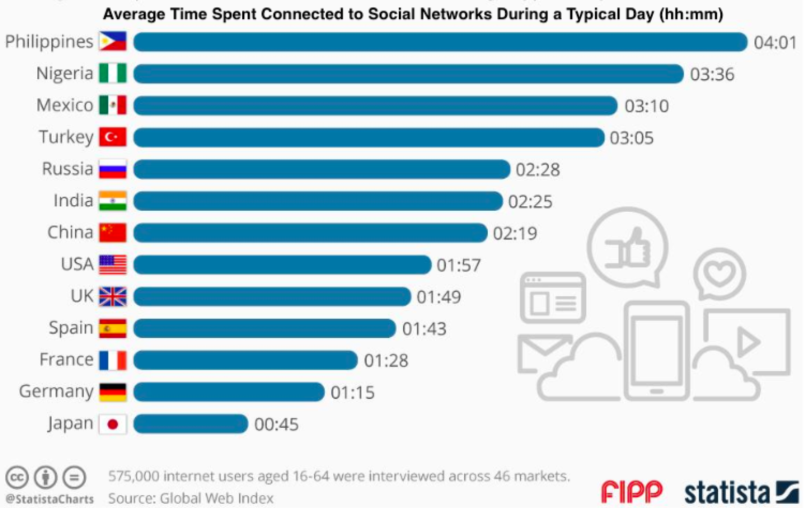 Average Time Spent Connected to Social Networks During a Typical Day (hh:mm)
Philippines 04:01
Nigeria 03:36
Mexico 03:10
Turkey 03:05
Russia 02:28
India 02:25
China 02:19
USA 01:57
UK 01:49
Spain 01:43
France 01:28
Germany 01:15
Japan 00:45
cc
575,000 internet users aged 16-64 were interviewed across 46 markets.
@StatistaCharts Source: Global Web Index
FIPP statista